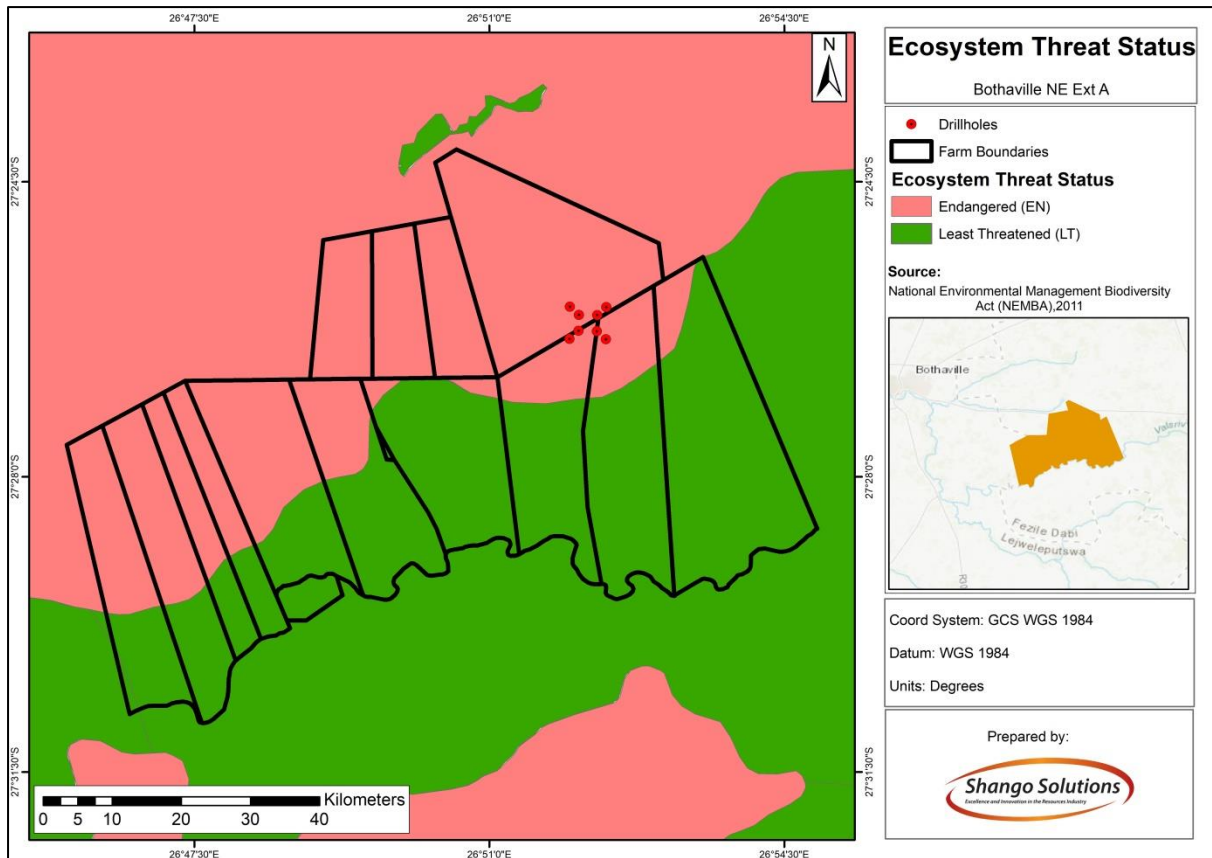 26°47'30"E
26°51'0"E
26°54'30"E
N
27°24'30"S
27°24'30"S
27°28'0"S
27°28'0"S
27°31'30"S
27°31'30"S
Kilometers
0 5 10 20 30 40
26°47'30"E
26°51'0"E
26°54'30"E
Ecosystem Threat Status
Bothaville NE Ext A
Drillholes
Farm Boundaries
Ecosystem Threat Status
Endangered (EN)
Least Threatened (LT)
Source:
National Environmental Management Biodiversity
Act (NEMBA),2011
Bothaville
Valsriv
Fezile Dabi
Lejweleputswa
Coord System: GCS WGS 1984
Datum: WGS 1984
Units: Degrees
Prepared by:
Shango Solutions
Excellence and Innovation in the Resources Industry